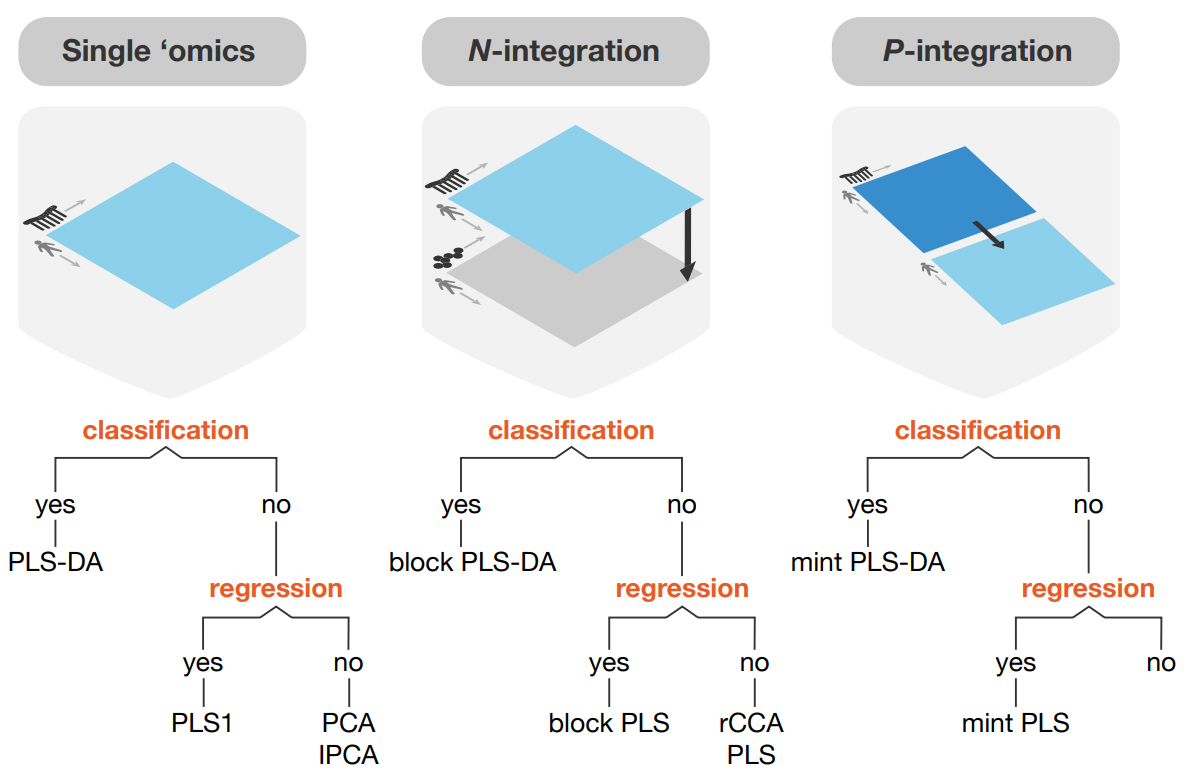 Single ‘omics
N-integration
P-integration
classification
classification
classification
yes
no
yes
no
yes
no
PLS-DA
block PLS-DA
mint PLS-DA
regression
regression
regression
yes
no
yes
no
yes
no
PLS1
PCA
IPCA
block PLS
rCCA
PLS
mint PLS